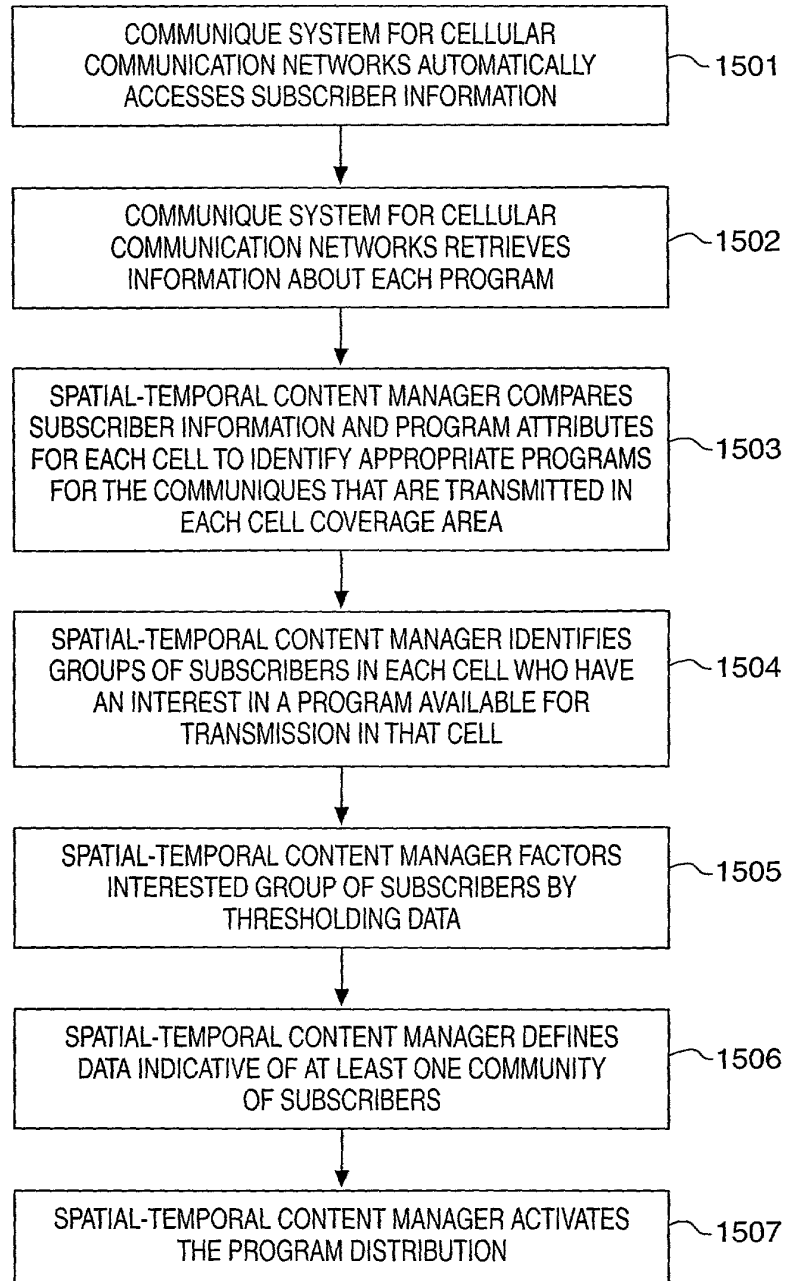 COMMUNIQUE SYSTEM FOR CELLULAR
COMMUNICATION NETWORKS AUTOMATICALLY
ACCESSES SUBSCRIBER INFORMATION
1501
COMMUNIQUE SYSTEM FOR CELLULAR
COMMUNICATION NETWORKS RETRIEVES
INFORMATION ABOUT EACH PROGRAM
1502
SPATIAL-TEMPORAL CONTENT MANAGER COMPARES
SUBSCRIBER INFORMATION AND PROGRAM ATTRIBUTES
FOR EACH CELL TO IDENTIFY APPROPRIATE PROGRAMS
FOR THE COMMUNIQUES THAT ARE TRANSMITTED IN
EACH CELL COVERAGE AREA
1503
SPATIAL-TEMPORAL CONTENT MANAGER IDENTIFIES
GROUPS OF SUBSCRIBERS IN EACH CELL WHO HAVE
AN INTEREST IN A PROGRAM AVAILABLE FOR
TRANSMISSION IN THAT CELL
1504
SPATIAL-TEMPORAL CONTENT MANAGER FACTORS
INTERESTED GROUP OF SUBSCRIBERS BY
THRESHOLDING DATA
1505
SPATIAL-TEMPORAL CONTENT MANAGER DEFINES
DATA INDICATIVE OF AT LEAST ONE COMMUNITY
OF SUBSCRIBERS
1506
SPATIAL-TEMPORAL CONTENT MANAGER ACTIVATES
THE PROGRAM DISTRIBUTION
1507